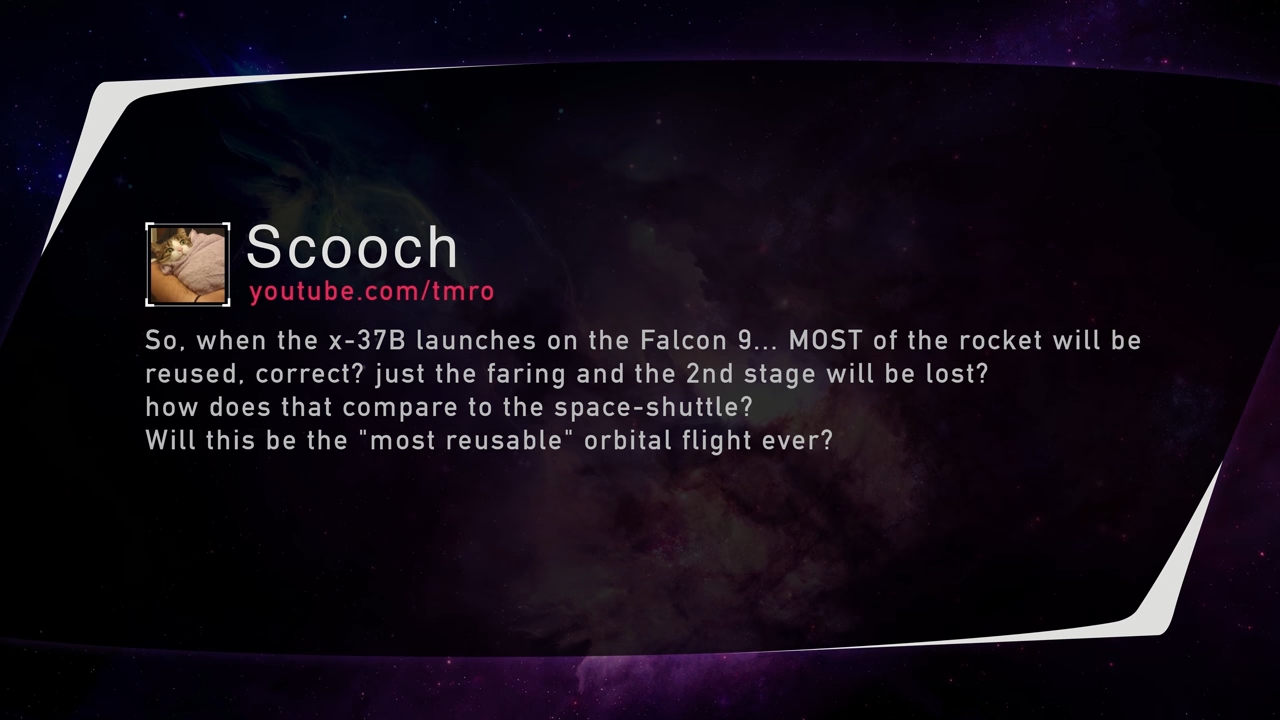 Scooch
youtube.com/tmro
So, when the x-37B launches on the Falcon 9... MOST of the rocket will be
reused, correct? just the faring and the 2nd stage will be lost?
how does that compare to the space-shuttle?
Will this be the "most reusable" orbital flight ever?